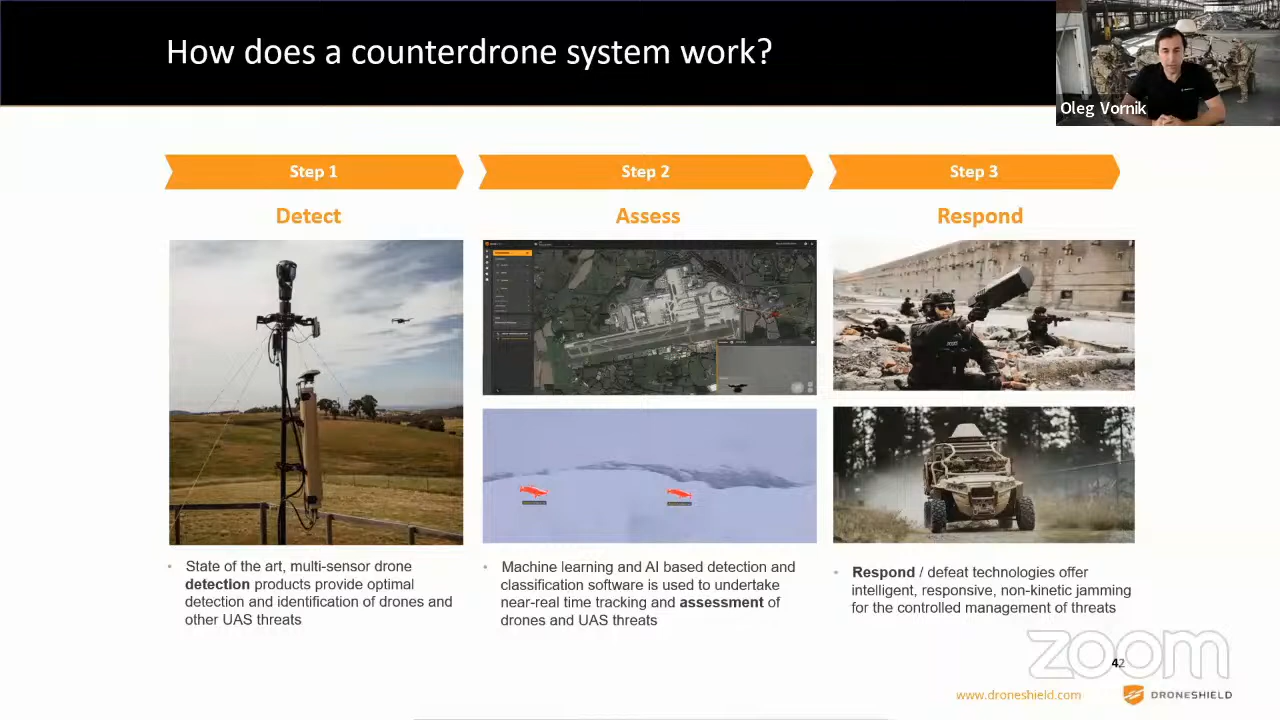 How does a counterdrone system work?
Oleg Vornik
Step 1
Step 2
Step 3
Detect
Assess
Respond
• State of the art, multi-sensor drone
detection products provide optimal
detection and identification of drones and
other UAS threats
• Machine learning and AI based detection and
classification software is used to undertake
near-real time tracking and assessment of
drones and UAS threats
• Respond / defeat technologies offer
intelligent, responsive, non-kinetic jamming
for the controlled management of threats
zoom
42
www.droneshield.com
DRONESHIELD